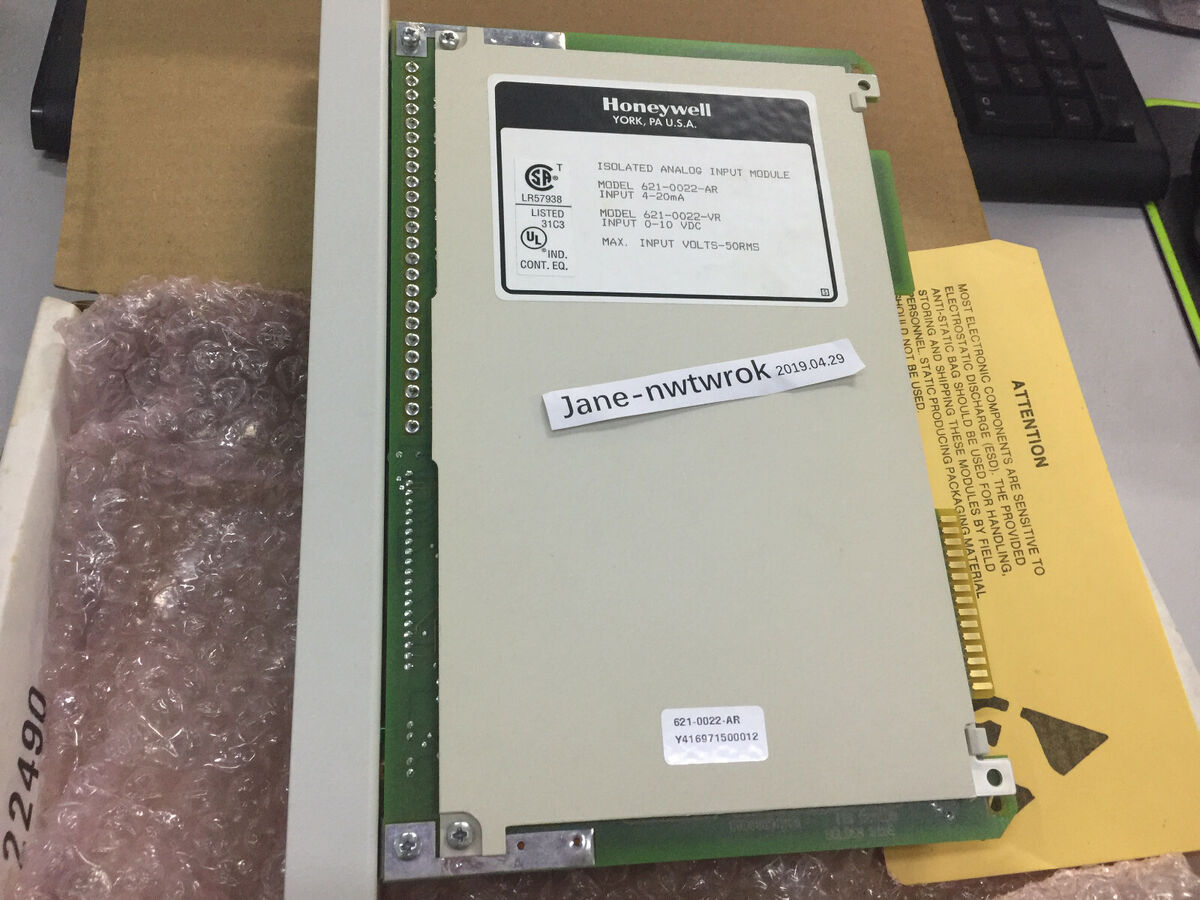 Honeywell
YORK, PA U.S.A.
CSA® T
LR57938
LISTED
31C3
UL ® IND.
CONT. EQ.
ISOLATED ANALOG INPUT MODULE
MODEL 621-0022-AR
INPUT 4-20mA
MODEL 621-0022-VR
INPUT 0-10 VDC
MAX. INPUT VOLTS-50RMS
Jane-nwtwrok 2019.04.29
621-0022-AR
Y416971500012
ATTENTION
MOST ELECTRONIC COMPONENTS ARE SENSITIVE TO
ELECTROSTATIC DISCHARGE (ESD). THE PROVIDED
ANTI-STATIC BAG SHOULD BE USED FOR HANDLING,
STORING AND SHIPPING THESE MODULES BY FIELD
PERSONNEL. STATIC PRODUCING PACKAGING MATERIAL
SHOULD NOT BE USED.
22490